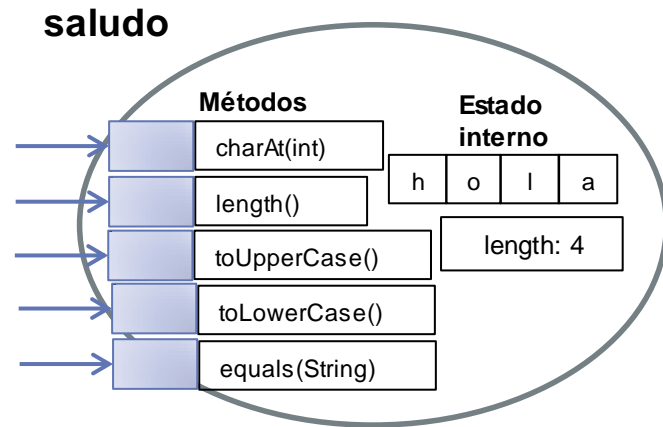 saludo
Métodos
Estado
interno
charAt(int)
h o l a
length()
length: 4
toUpperCase()
toLowerCase()
equals(String)